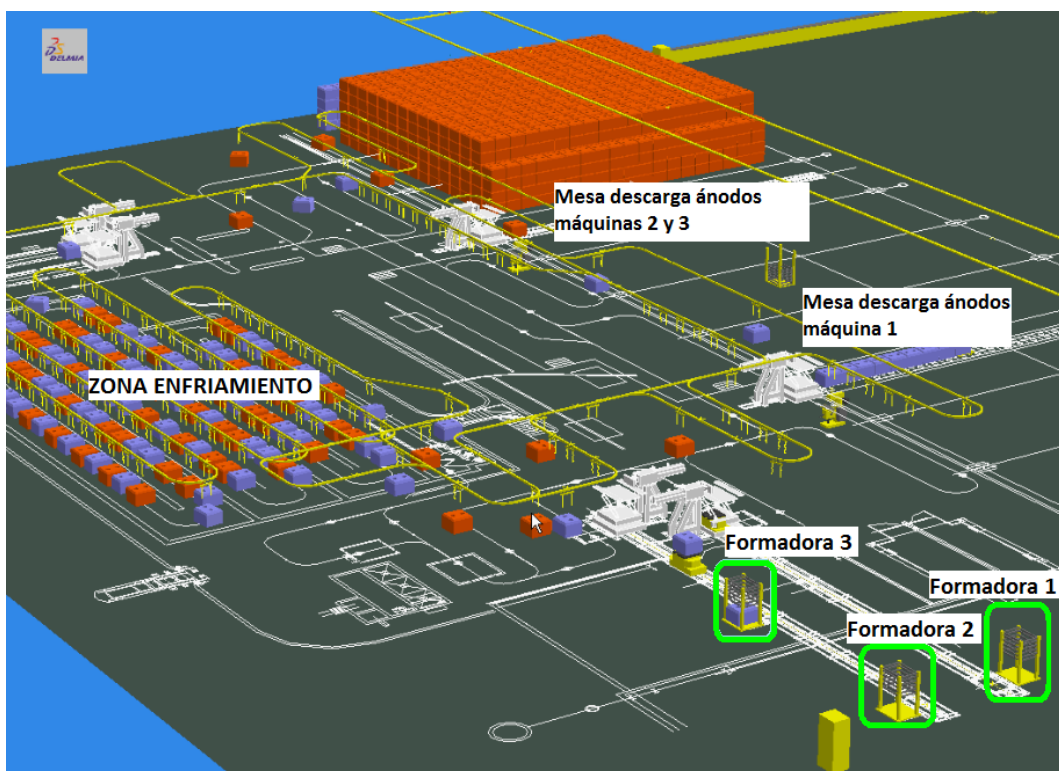 DELMIA
Mesa descarga ánodos
máquinas 2 y 3
Mesa descarga ánodos
máquina 1
ZONA ENFRIAMIENTO
Formadora 3
Formadora 1
Formadora 2